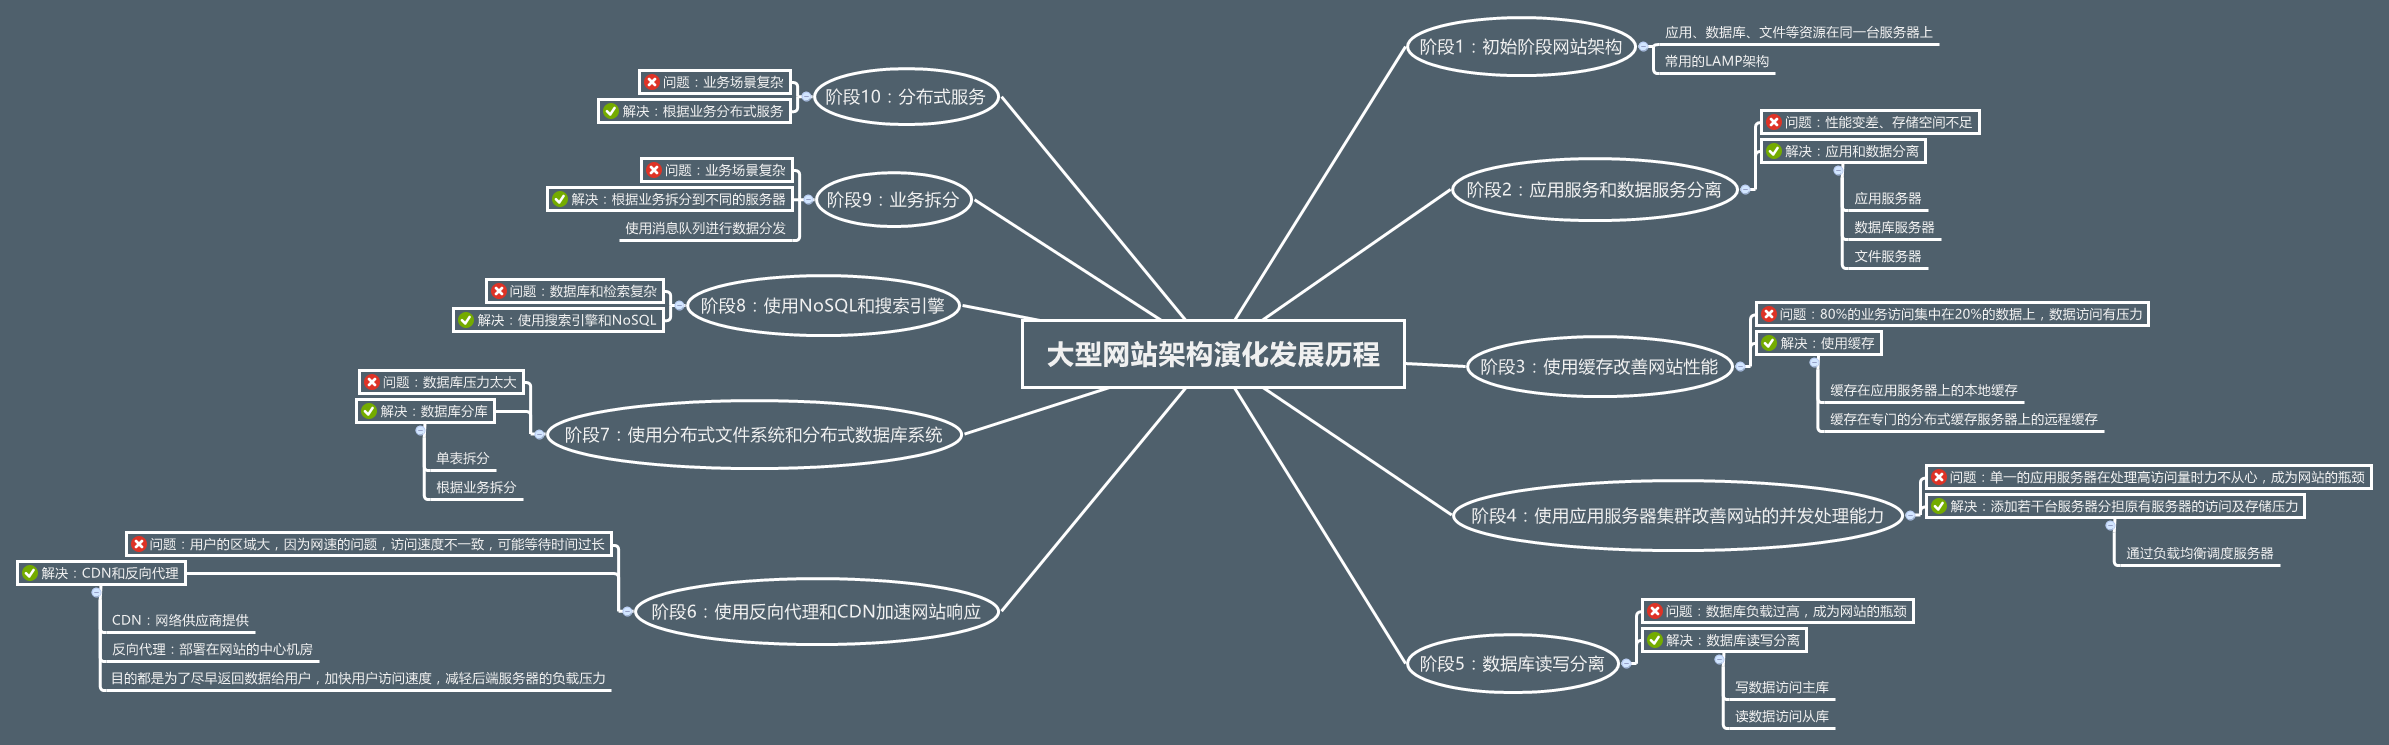 大型网站架构演化发展历程
阶段1：初始阶段网站架构
应用、数据库、文件等资源在同一台服务器上
常用的LAMP架构
阶段2：应用服务和数据服务分离
问题：性能变差、存储空间不足
解决：应用和数据分离
应用服务器
数据库服务器
文件服务器
阶段3：使用缓存改善网站性能
问题：80%的业务访问集中在20%的数据上，数据访问有压力
解决：使用缓存
缓存在应用服务器上的本地缓存
缓存在专门的分布式缓存服务器上的远程缓存
阶段4：使用应用服务器集群改善网站的并发处理能力
问题：单一的应用服务器在处理高访问量时力不从心，成为网站的瓶颈
解决：添加若干台服务器分担原有服务器的访问及存储压力
通过负载均衡调度服务器
阶段5：数据库读写分离
问题：数据库负载过高，成为网站的瓶颈
解决：数据库读写分离
写数据访问主库
读数据访问从库
阶段6：使用反向代理和CDN加速网站响应
问题：用户的区域大，因为网速的问题，访问速度不一致，可能等待时间过长
解决：CDN和反向代理
CDN：网络供应商提供
反向代理：部署在网站的中心机房
目的都是为了尽早返回数据给用户，加快用户访问速度，减轻后端服务器的负载压力
阶段7：使用分布式文件系统和分布式数据库系统
问题：数据库压力太大
解决：数据库分库
单表拆分
根据业务拆分
阶段8：使用NoSQL和搜索引擎
问题：数据库和检索复杂
解决：使用搜索引擎和NoSQL
阶段9：业务拆分
问题：业务场景复杂
解决：根据业务拆分到不同的服务器
使用消息队列进行数据分发
阶段10：分布式服务
问题：业务场景复杂
解决：根据业务分布式服务